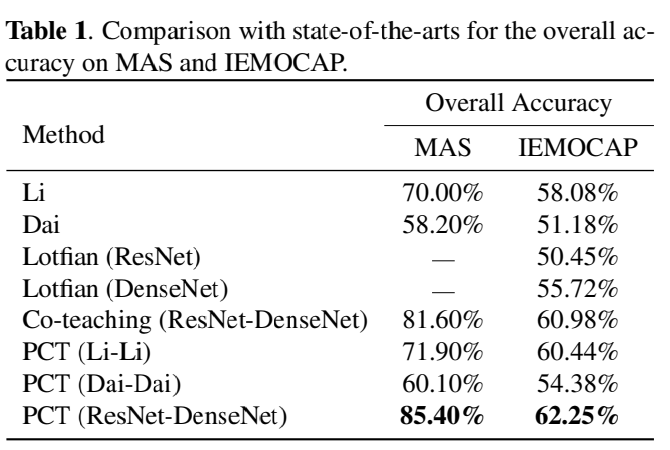 Table 1. Comparison with state-of-the-arts for the overall ac-
curacy on MAS and IEMOCAP.
Method Overall Accuracy
MAS IEMOCAP
Li 70.00% 58.08%
Dai 58.20% 51.18%
Lotfian (ResNet) — 50.45%
Lotfian (DenseNet) — 55.72%
Co-teaching (ResNet-DenseNet) 81.60% 60.98%
PCT (Li-Li) 71.90% 60.44%
PCT (Dai-Dai) 60.10% 54.38%
PCT (ResNet-DenseNet) 85.40% 62.25%